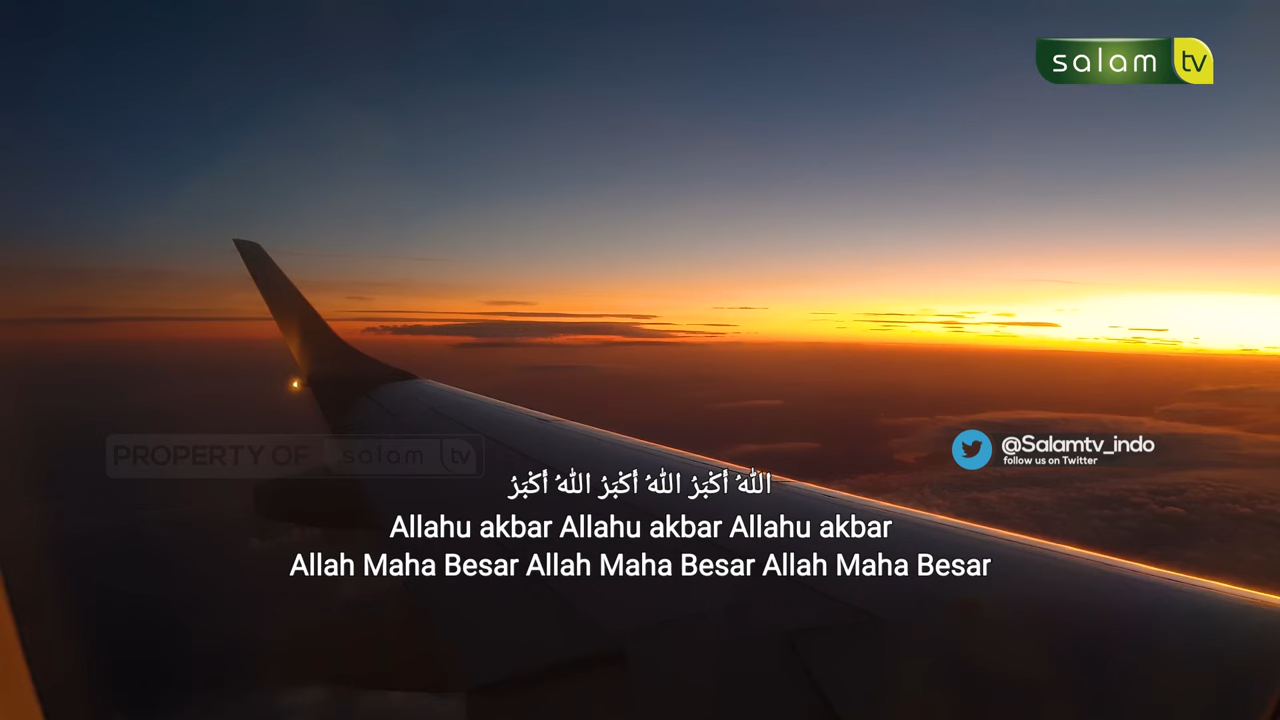 salam tv
PROPERTY OF salam tv
@Salamtv_indo
follow us on Twitter
اللّٰهُ أَكْبَرُ اللّٰهُ أَكْبَرُ اللّٰهُ أَكْبَرُ
Allahu akbar Allahu akbar Allahu akbar
Allah Maha Besar Allah Maha Besar Allah Maha Besar